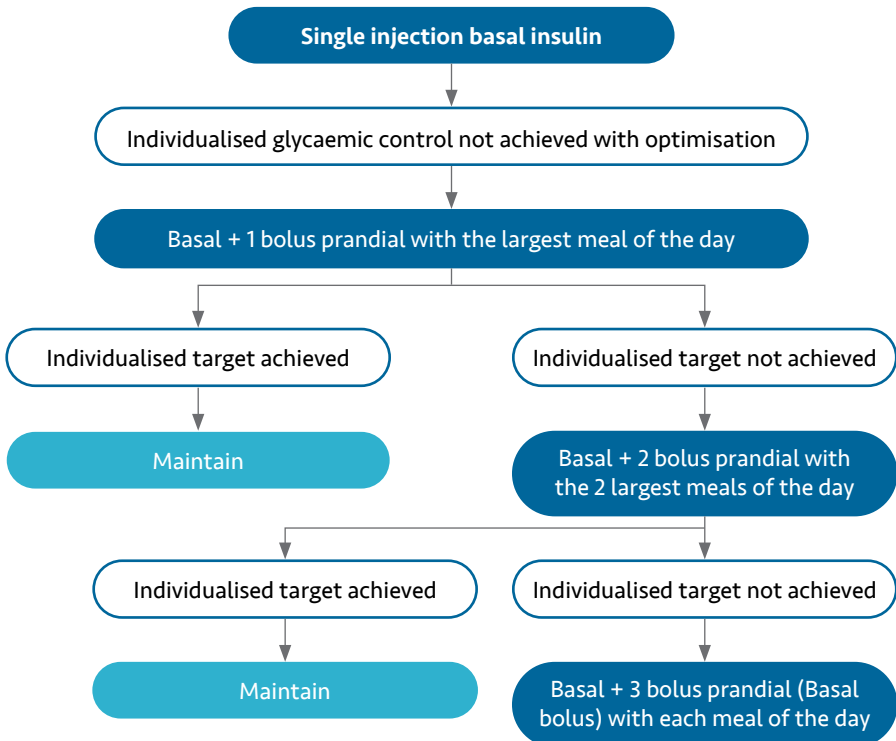 Single injection basal insulin
Individualised glycaemic control not achieved with optimisation
Basal + 1 bolus prandial with the largest meal of the day
Individualised target achieved
Individualised target not achieved
Maintain
Basal + 2 bolus prandial with
the 2 largest meals of the day
Individualised target achieved
Individualised target not achieved
Maintain
Basal + 3 bolus prandial (Basal
bolus) with each meal of the day